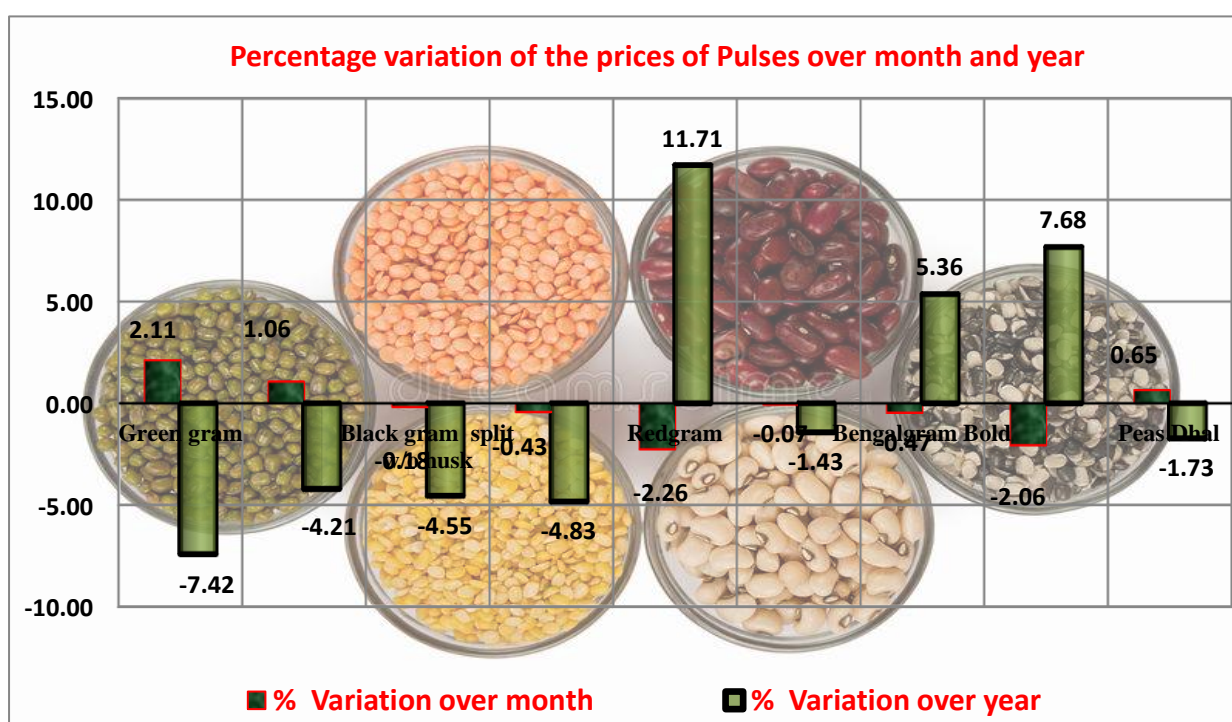 Percentage variation of the prices of Pulses over month and year
15.00
11.71
10.00
7.68
5.36
5.00
2.11
1.06
0.65
0.00
Green gram
Black gram split
w/o husk
Redgram
Bengalgram Bold
Peas Dhal
-0.18
-0.43
-0.07
-0.47
-1.43
-1.73
-2.26
-2.06
-5.00
-4.21
-4.55
-4.83
-7.42
-10.00
% Variation over month
% Variation over year